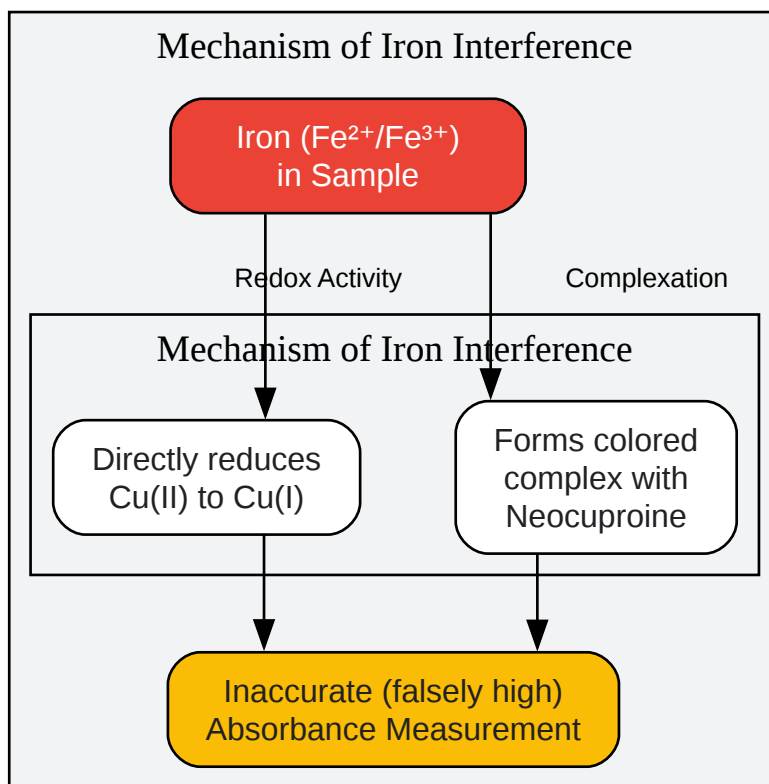 Mechanism of Iron Interference
Iron (Fe²⁺/Fe³⁺)
in Sample
Redox Activity
Complexation
Mechanism of Iron Interference
Directly reduces
Cu(II) to Cu(I)
Forms colored
complex with
Neocuproine
Inaccurate (falsely high)
Absorbance Measurement